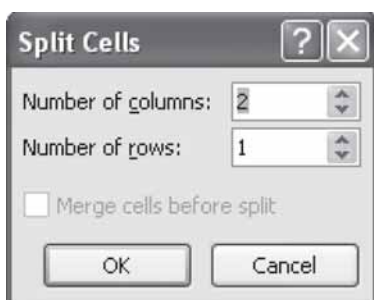 Split Cells ?
Number of columns: 2
Number of rows: 1
Merge cells before split
OK Cancel